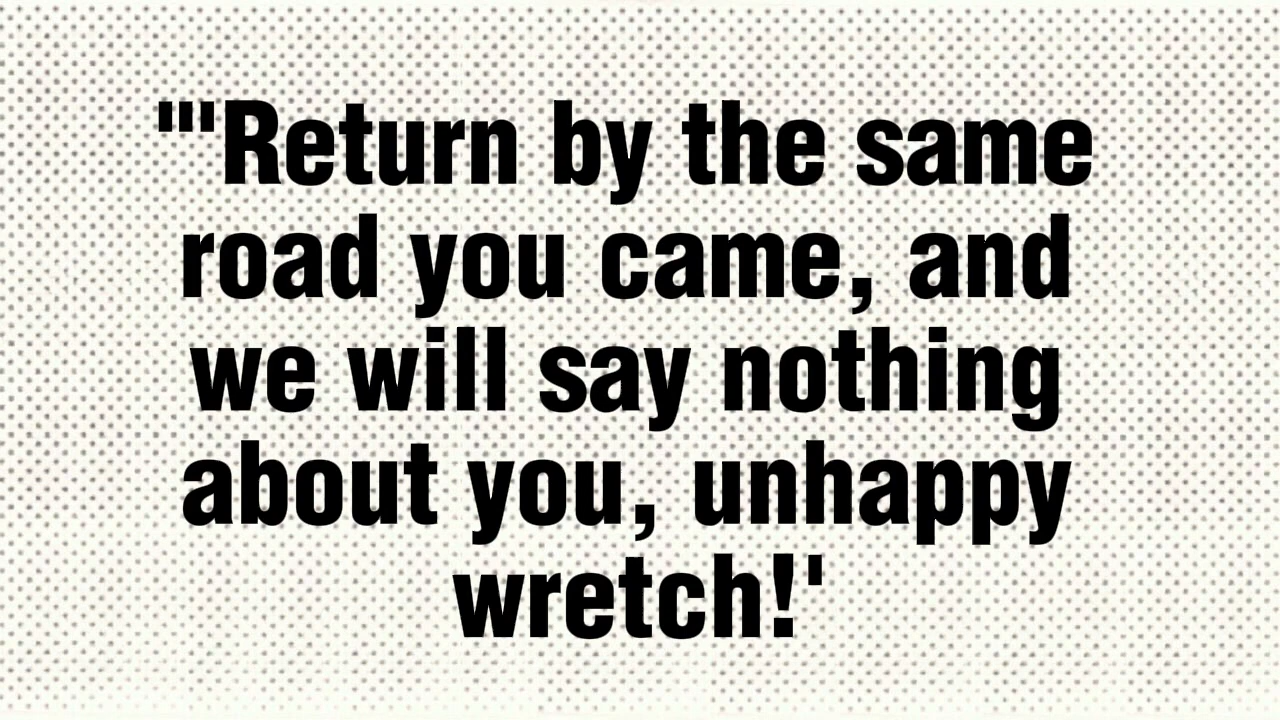 "'Return by the same
road you came, and
we will say nothing
about you, unhappy
wretch!'